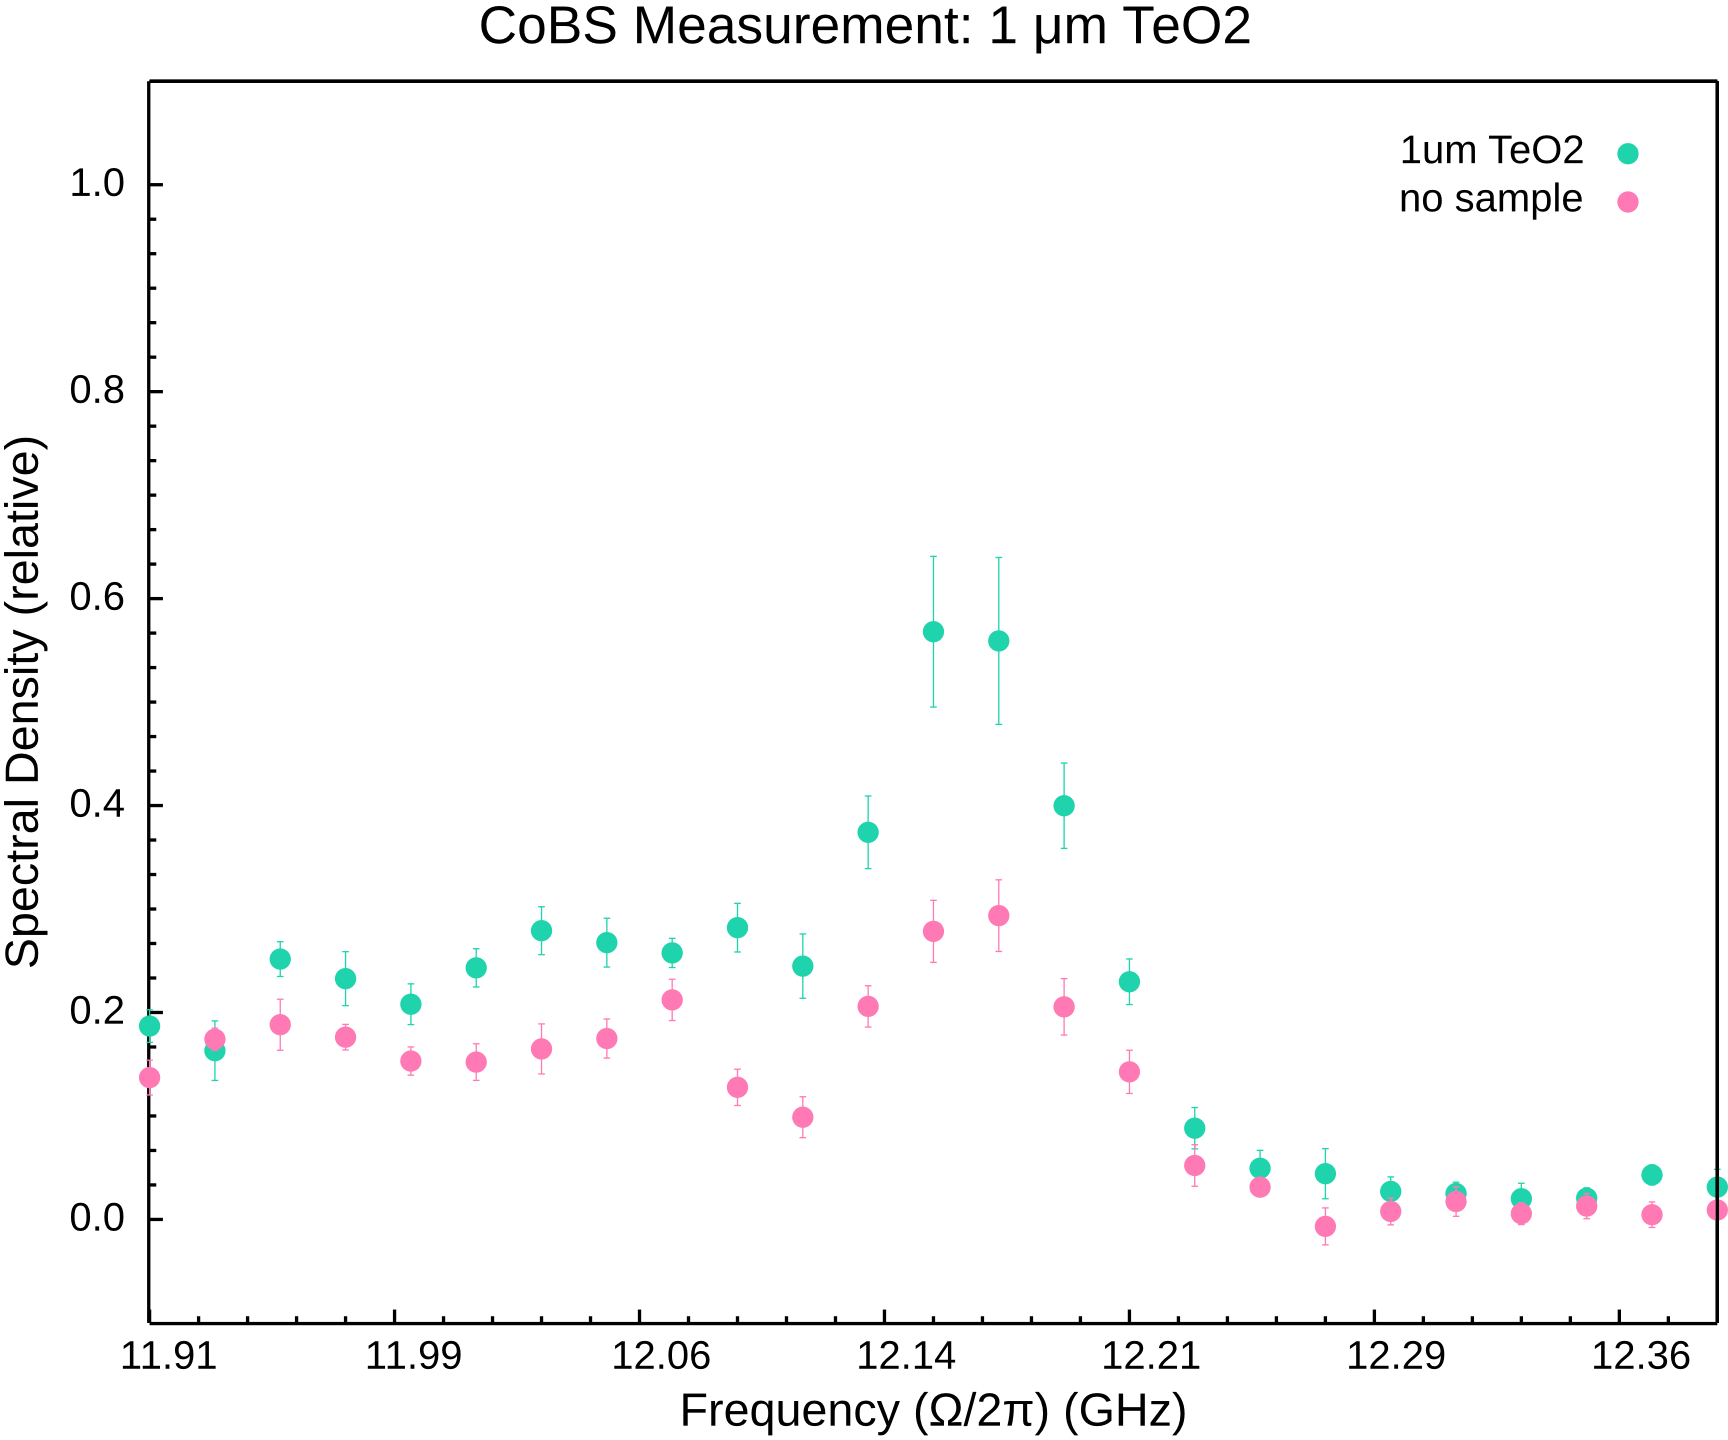 CoBS Measurement: 1 μm TeO2
1um TeO2
no sample
1.0
0.8
0.6
0.4
0.2
0.0
Spectral Density (relative)
11.91 11.99 12.06 12.14 12.21 12.29 12.36
Frequency (Ω/2π) (GHz)